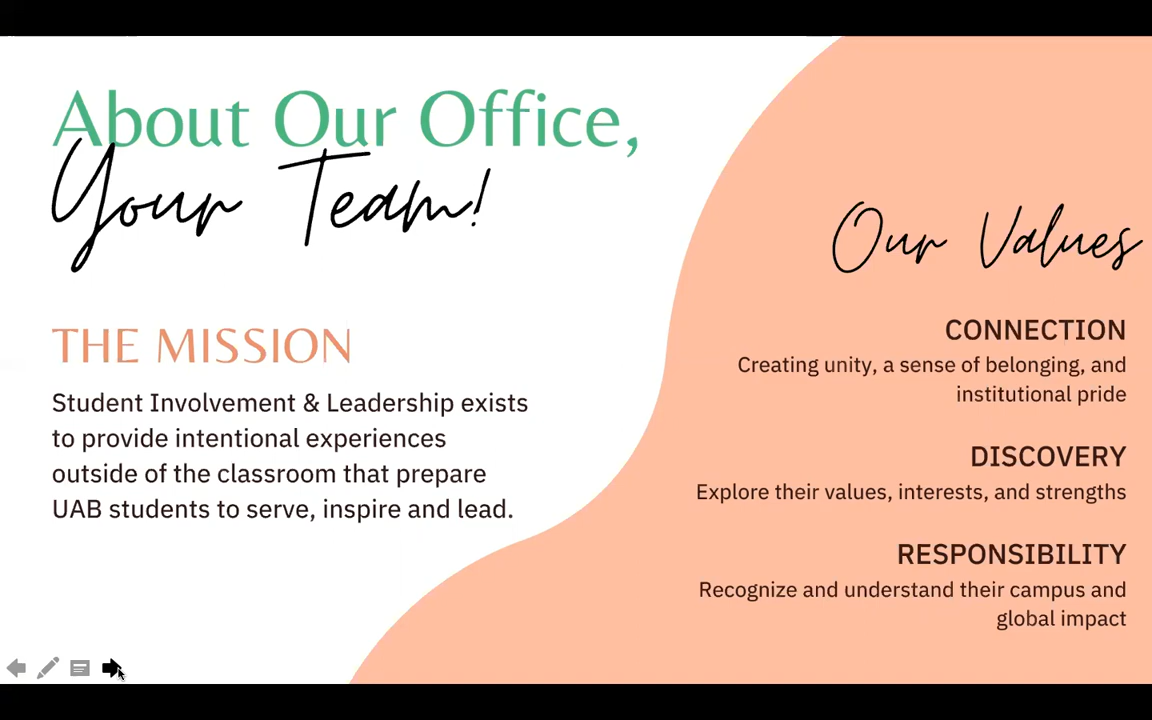 About Our Office,
Your Team!
THE MISSION
Student Involvement & Leadership exists
to provide intentional experiences
outside of the classroom that prepare
UAB students to serve, inspire and lead.
Our Values
CONNECTION
Creating unity, a sense of belonging, and
institutional pride
DISCOVERY
Explore their values, interests, and strengths
RESPONSIBILITY
Recognize and understand their campus and
global impact